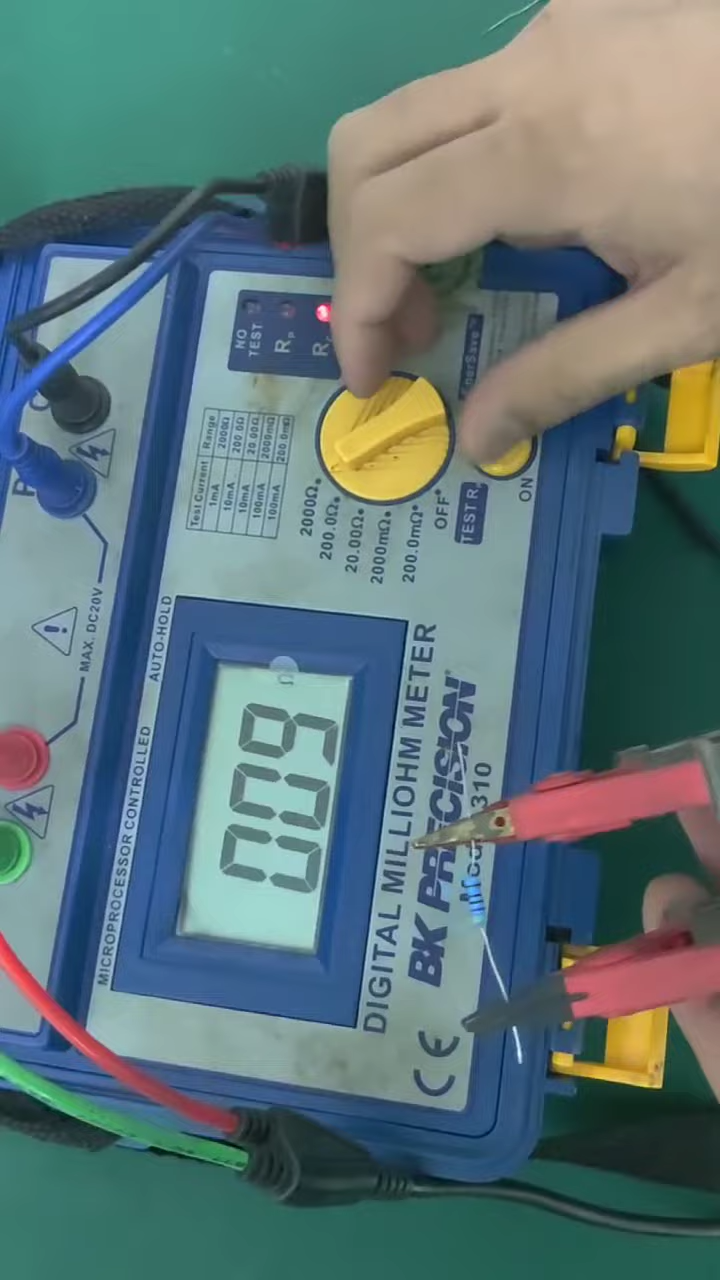 MAX. DC20V
MICROPROCESSOR CONTROLLED
AUTO-HOLD
Test Current Range
1mA 2000Ω
10mA 200.0Ω
10mA 20.00Ω
100mA 2000mΩ
100mA 200.0mΩ
NO TEST
Rp
009
Ω
2000Ω
200.0Ω
20.00Ω
2000mΩ
200.0mΩ
OFF
DIGITAL MILLIOHM METER
BK PRECISION
310
TEST R
ON
CE